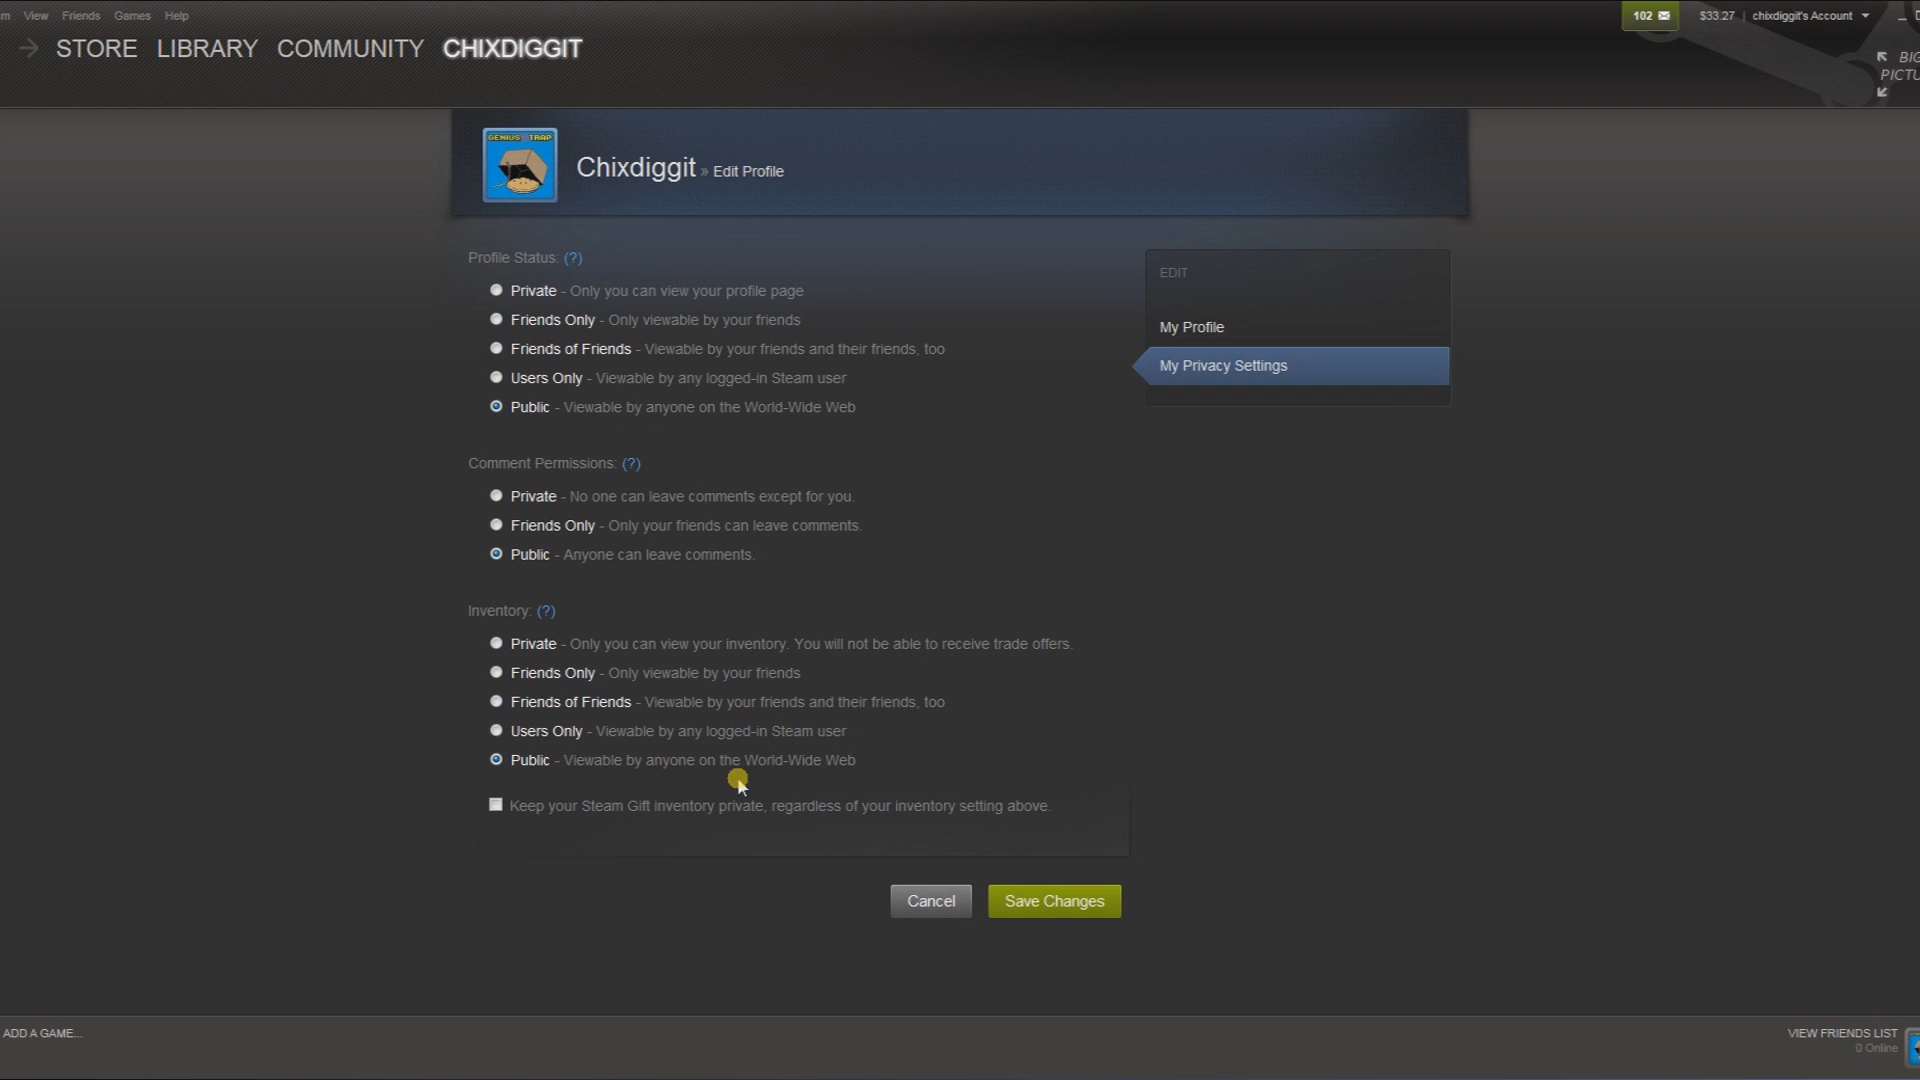 View Friends Games Help
102 $33.27 | chixdiggit's Account
STORE LIBRARY COMMUNITY CHIXDIGGIT
GENIUS TRAP
Chixdiggit » Edit Profile
Profile Status: (?)
Private - Only you can view your profile page
Friends Only - Only viewable by your friends
Friends of Friends - Viewable by your friends and their friends, too
Users Only - Viewable by any logged-in Steam user
Public - Viewable by anyone on the World-Wide Web
Comment Permissions: (?)
Private - No one can leave comments except for you.
Friends Only - Only your friends can leave comments.
Public - Anyone can leave comments.
Inventory: (?)
Private - Only you can view your inventory. You will not be able to receive trade offers.
Friends Only - Only viewable by your friends
Friends of Friends - Viewable by your friends and their friends, too
Users Only - Viewable by any logged-in Steam user
Public - Viewable by anyone on the World-Wide Web
Keep your Steam Gift inventory private, regardless of your inventory setting above.
Cancel Save Changes
EDIT
My Profile
My Privacy Settings
ADD A GAME...
VIEW FRIENDS LIST
0 Online